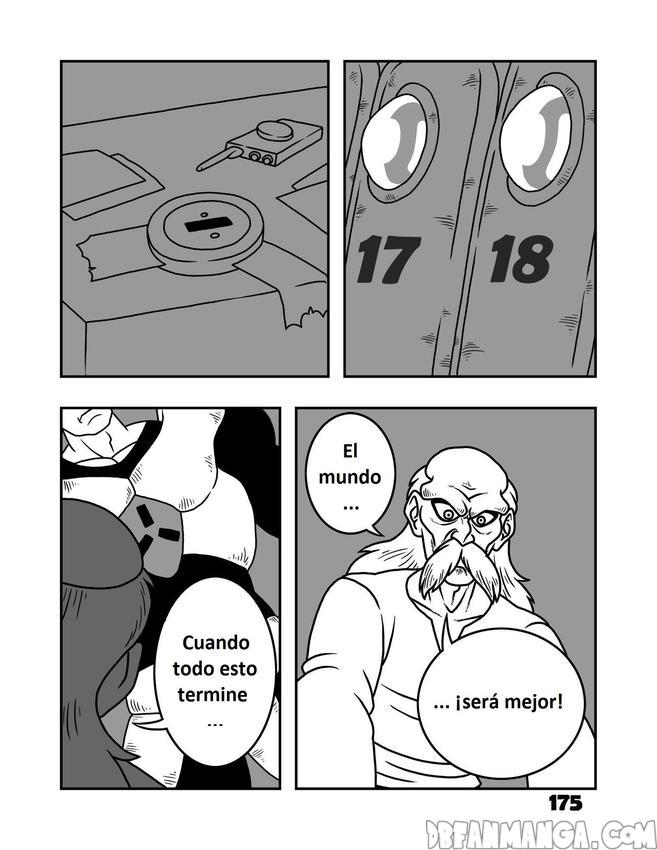 17
18
Cuando
todo esto
termine
...
El
mundo
...
... ¡será mejor!
175
DBFANMANGA.COM